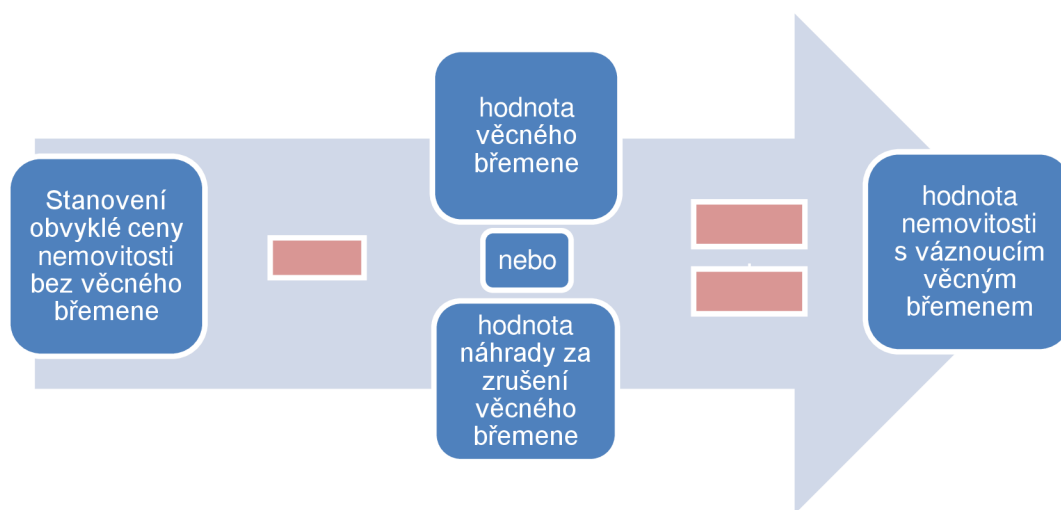 Stanovení
obvyklé ceny
nemovitosti
bez věcného
břemene
hodnota
věcného
břemene
nebo
hodnota
náhrady za
zrušení
věcného
břemene
hodnota
nemovitosti
s váznoucím
věcným
břemenem